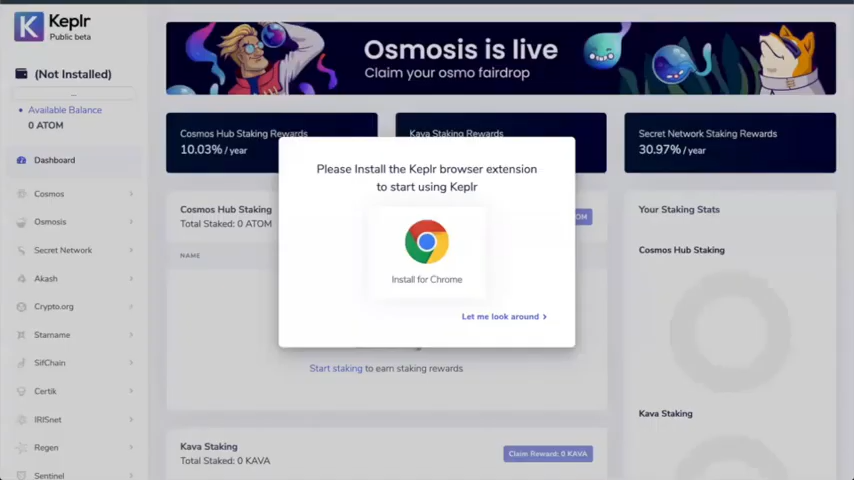 Keplr
Public beta
(Not Installed)
...
Available Balance
0 ATOM
Dashboard
Cosmos
Osmosis
Secret Network
Akash
Crypto.org
Starname
SifChain
Certik
IRISnet
Regen
Sentinel
Osmosis is live
Claim your osmo fairdrop
Cosmos Hub Staking Rewards
10.03% / year
Kava Staking Rewards
Secret Network Staking Rewards
30.97% / year
Please Install the Keplr browser extension
to start using Keplr
Install for Chrome
Let me look around
Cosmos Hub Staking
Total Staked: 0 ATOM
OM
NAME
Start staking to earn staking rewards
Kava Staking
Total Staked: 0 KAVA
Claim Reward: 0 KAVA
Your Staking Stats
Cosmos Hub Staking
Kava Staking